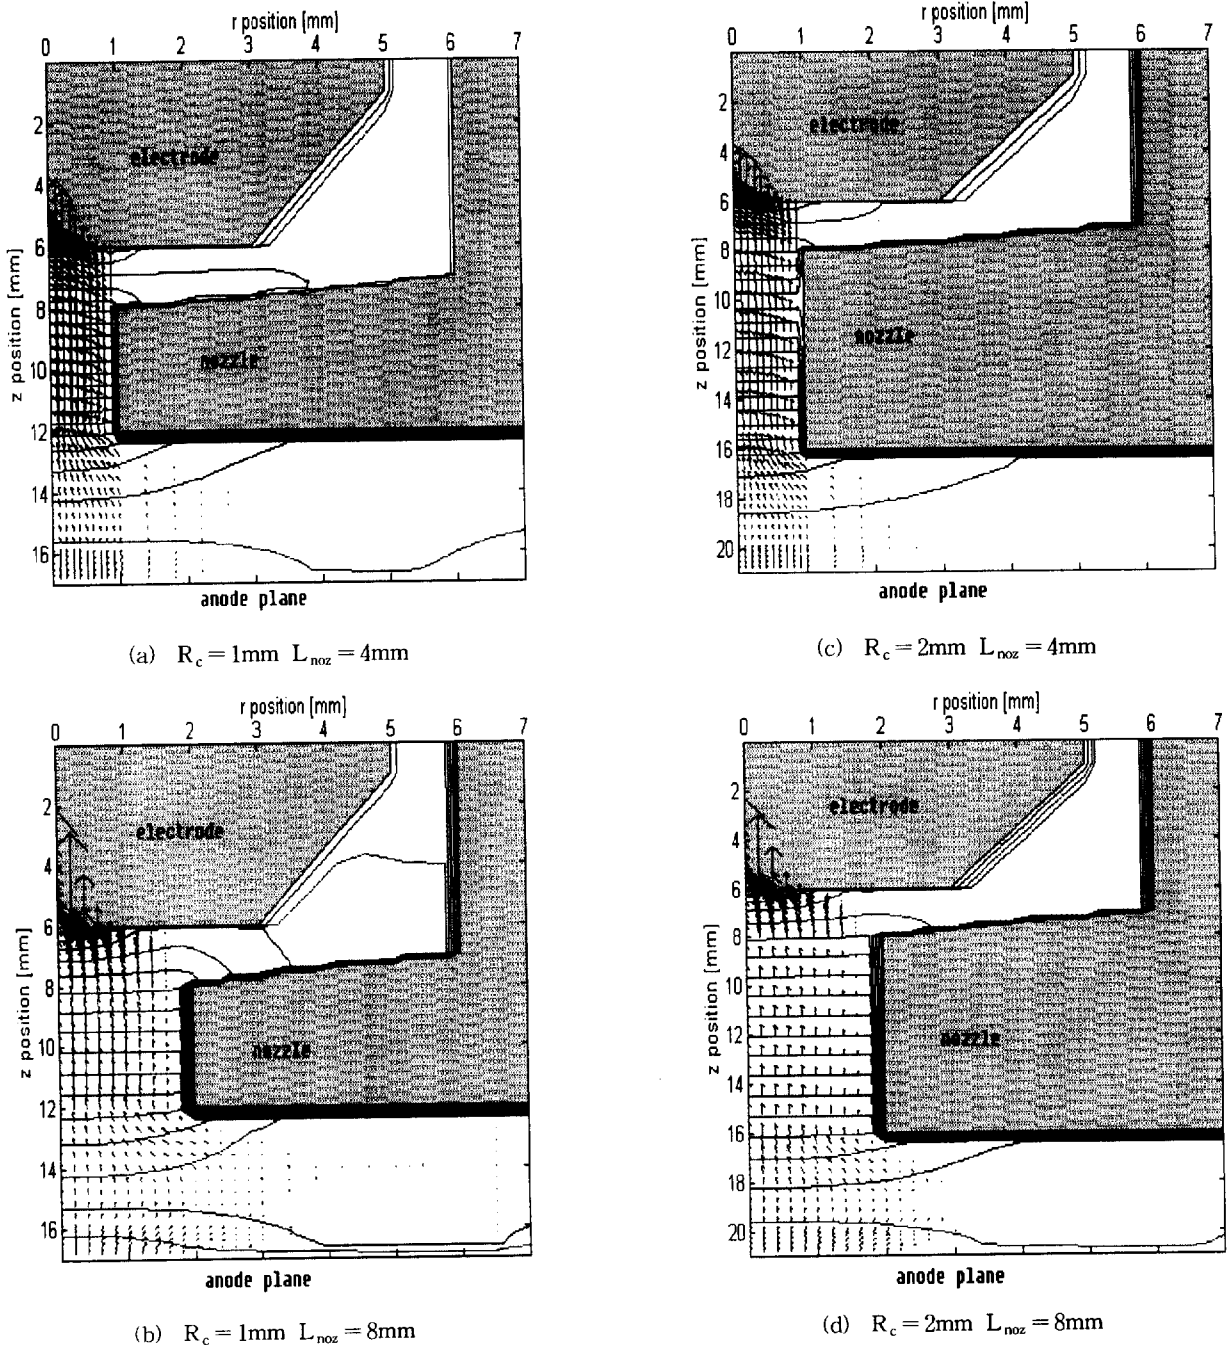 r position [mm]
0 1 2 3 4 5 6 7
z position [mm]
2
4
6
8
10
12
14
16
electrode
nozzle
anode plane
(a) R_c = 1mm L_noz = 4mm
r position [mm]
0 1 2 3 4 5 6 7
z position [mm]
2
4
6
8
10
12
14
16
18
20
electrode
nozzle
anode plane
(c) R_c = 2mm L_noz = 4mm
r position [mm]
0 1 2 3 4 5 6 7
z position [mm]
2
4
6
8
10
12
14
16
electrode
nozzle
anode plane
(b) R_c = 1mm L_noz = 8mm
r position [mm]
0 1 2 3 4 5 6 7
z position [mm]
2
4
6
8
10
12
14
16
18
20
electrode
nozzle
anode plane
(d) R_c = 2mm L_noz = 8mm